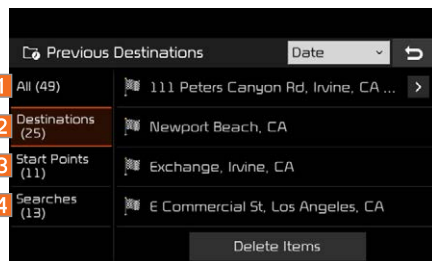 Previous Destinations
Date
1 All (49)
111 Peters Canyon Rd, Irvine, CA ...
2 Destinations
(25)
Newport Beach, CA
3 Start Points
(11)
Exchange, Irvine, CA
4 Searches
(13)
E Commercial St, Los Angeles, CA
Delete Items